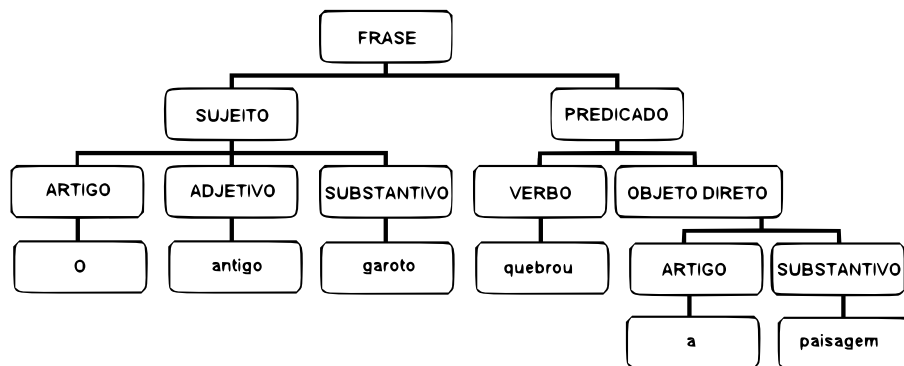 FRASE
SUJEITO
PREDICADO
ARTIGO
ADJETIVO
SUBSTANTIVO
VERBO
OBJETO DIRETO
O
antigo
garoto
quebrou
ARTIGO
SUBSTANTIVO
a
paisagem